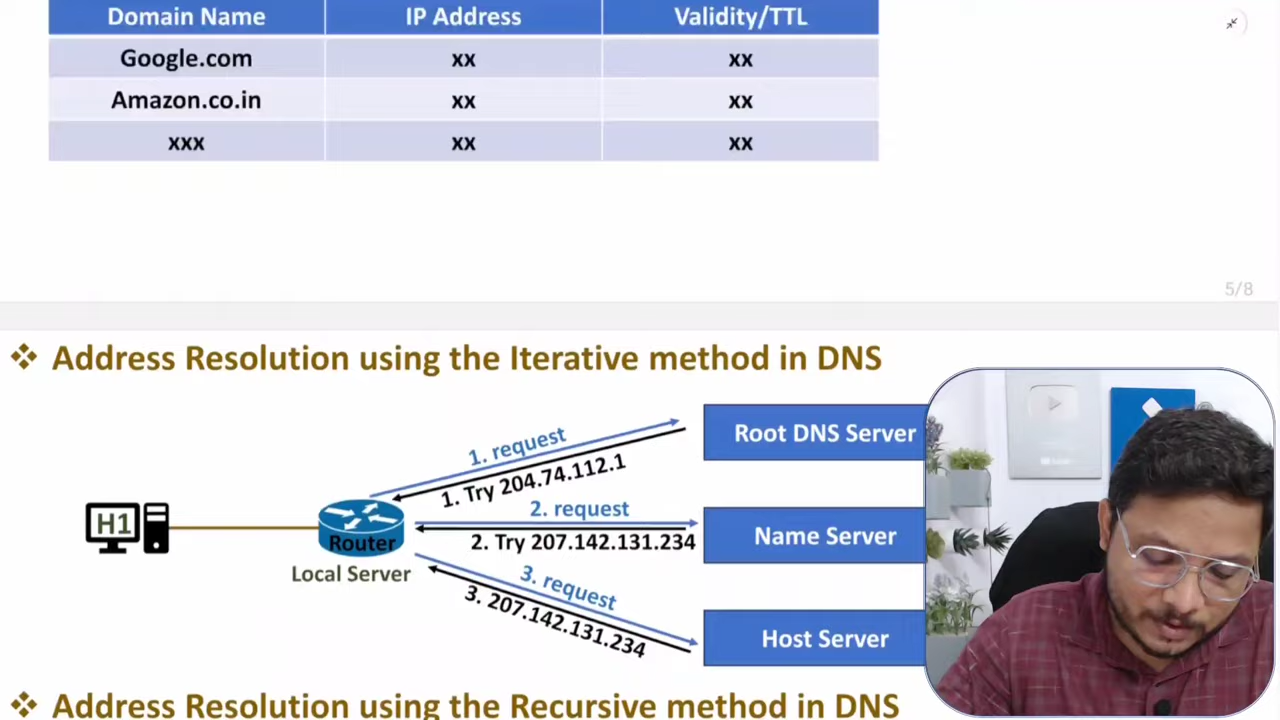 Domain Name IP Address Validity/TTL
Google.com xx xx
Amazon.co.in xx xx
xxx xx xx
5/8
❖ Address Resolution using the Iterative method in DNS
1. request
1. Try 204.74.112.1
Root DNS Server
H1
Router
Local Server
2. request
2. Try 207.142.131.234
Name Server
3. request
3. 207.142.131.234
Host Server
❖ Address Resolution using the Recursive method in DNS